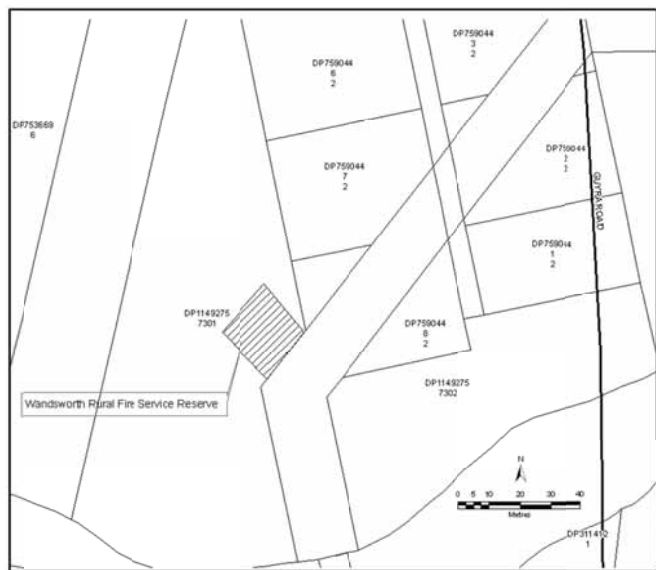 DP759044
3
2
DP759044
6
2
DP753669
6
DP759044
7
2
DP759044
2
2
GUYRA ROAD
DP759044
1
2
DP1149275
7301
DP759044
8
2
DP1149275
7302
Wandsworth Rural Fire Service Reserve
N
0 5 10 20 30 40
Metres
DP311412
1